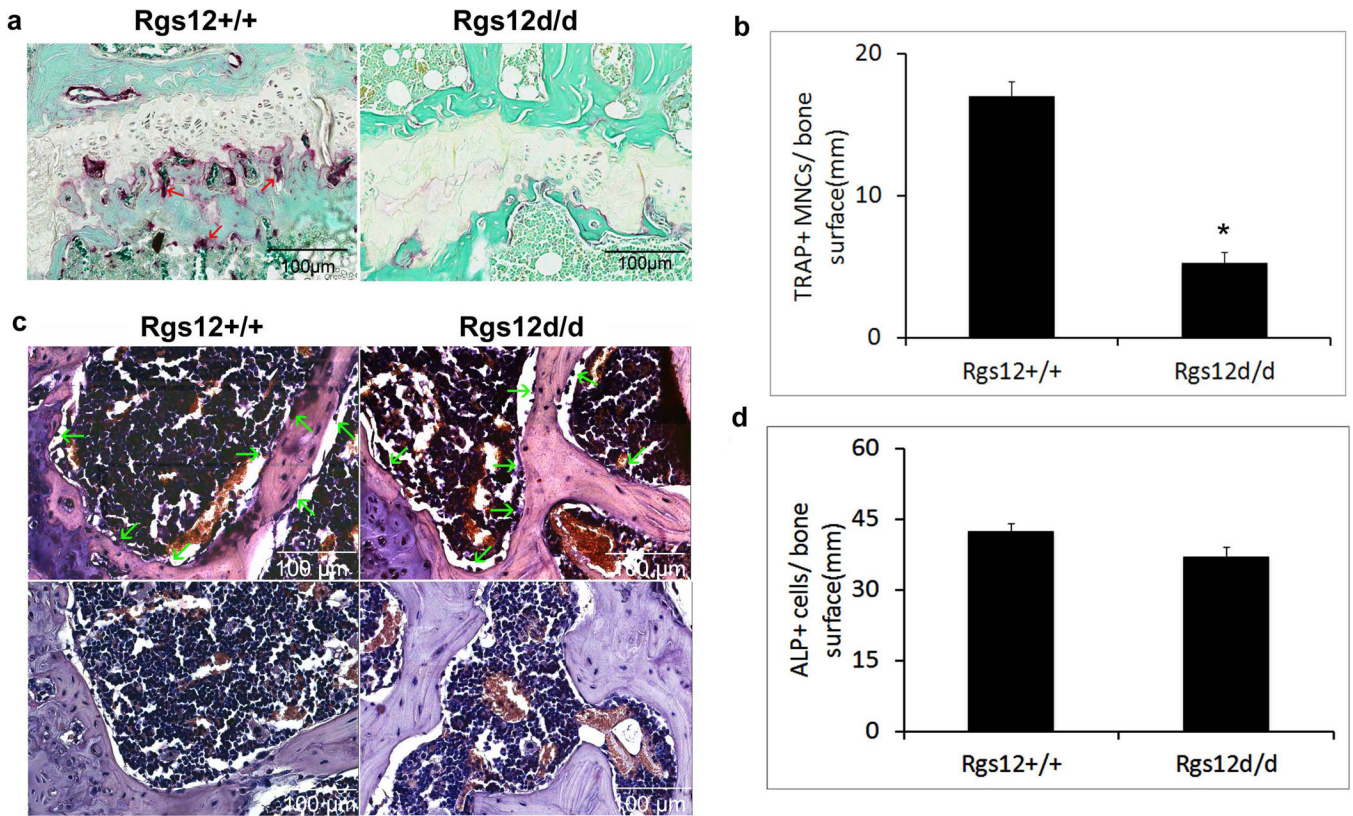 a
Rgs12+/+
Rgs12d/d
100μm
100μm
b
20
10
0
TRAP+ MNCs/ bone
surface(mm)
*
Rgs12+/+
Rgs12d/d
c
Rgs12+/+
Rgs12d/d
100 μm
100 μm
100 μm
100 μm
d
60
45
30
15
0
ALP+ cells/ bone
surface(mm)
Rgs12+/+
Rgs12d/d